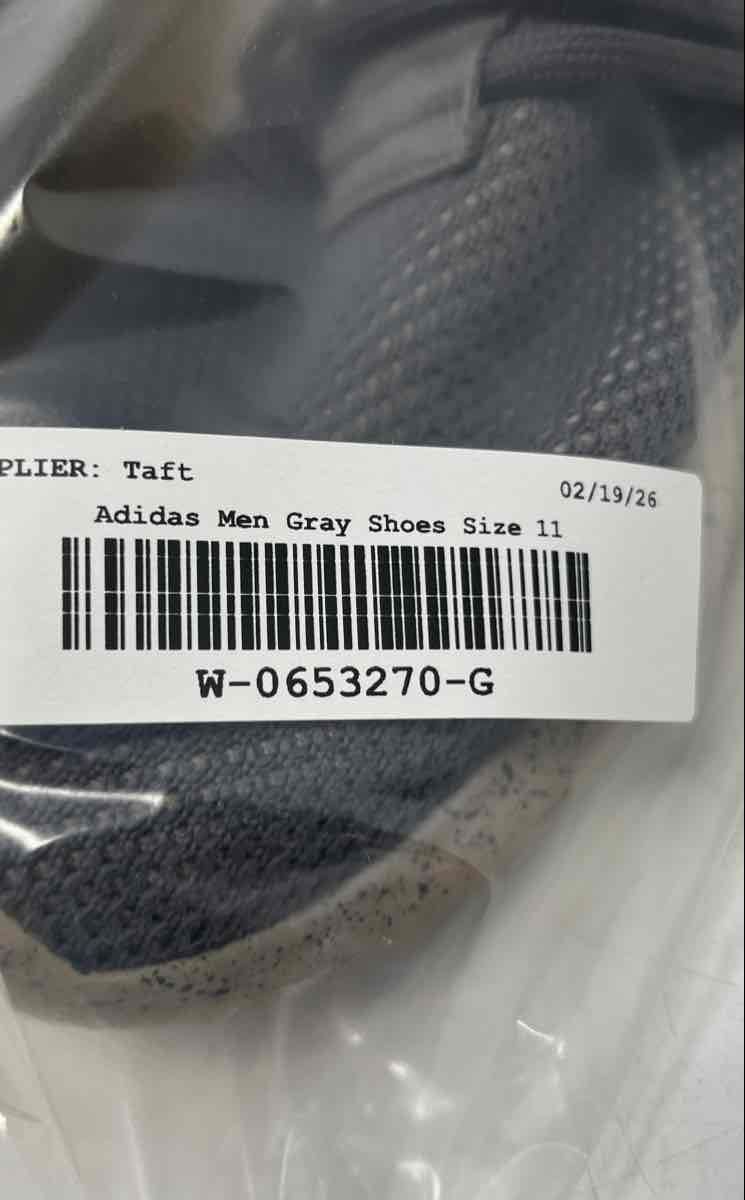 PLIER: Taft
02/19/26
Adidas Men Gray Shoes Size 11
W-0653270-G